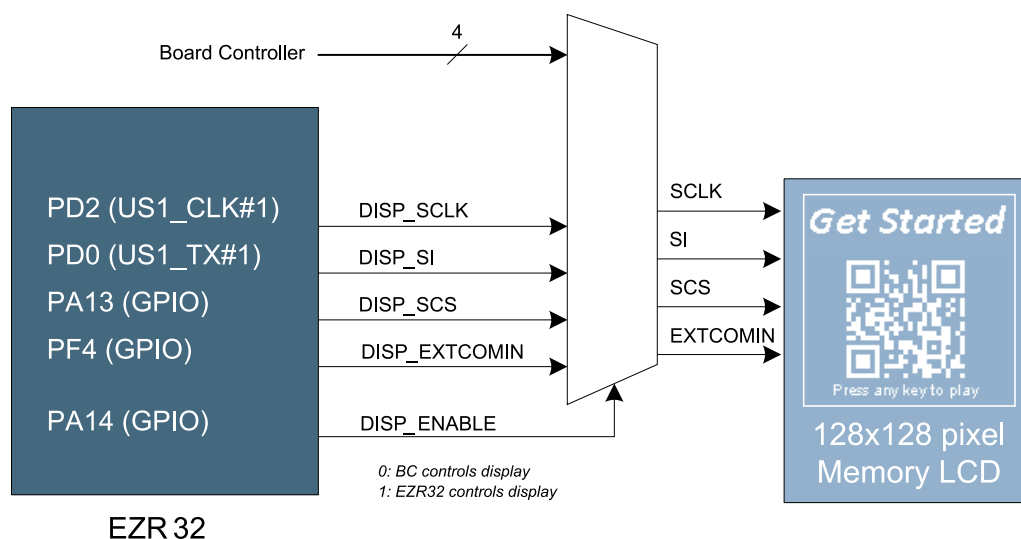 4
Board Controller
PD2 (US1_CLK#1)
PD0 (US1_TX#1)
PA13 (GPIO)
PF4 (GPIO)
PA14 (GPIO)
DISP_SCLK
DISP_SI
DISP_SCS
DISP_EXTCOMIN
DISP_ENABLE
0: BC controls display
1: EZR32 controls display
EZR 32
SCLK
SI
SCS
EXTCOMIN
Get Started
Press any key to play
128x128 pixel
Memory LCD